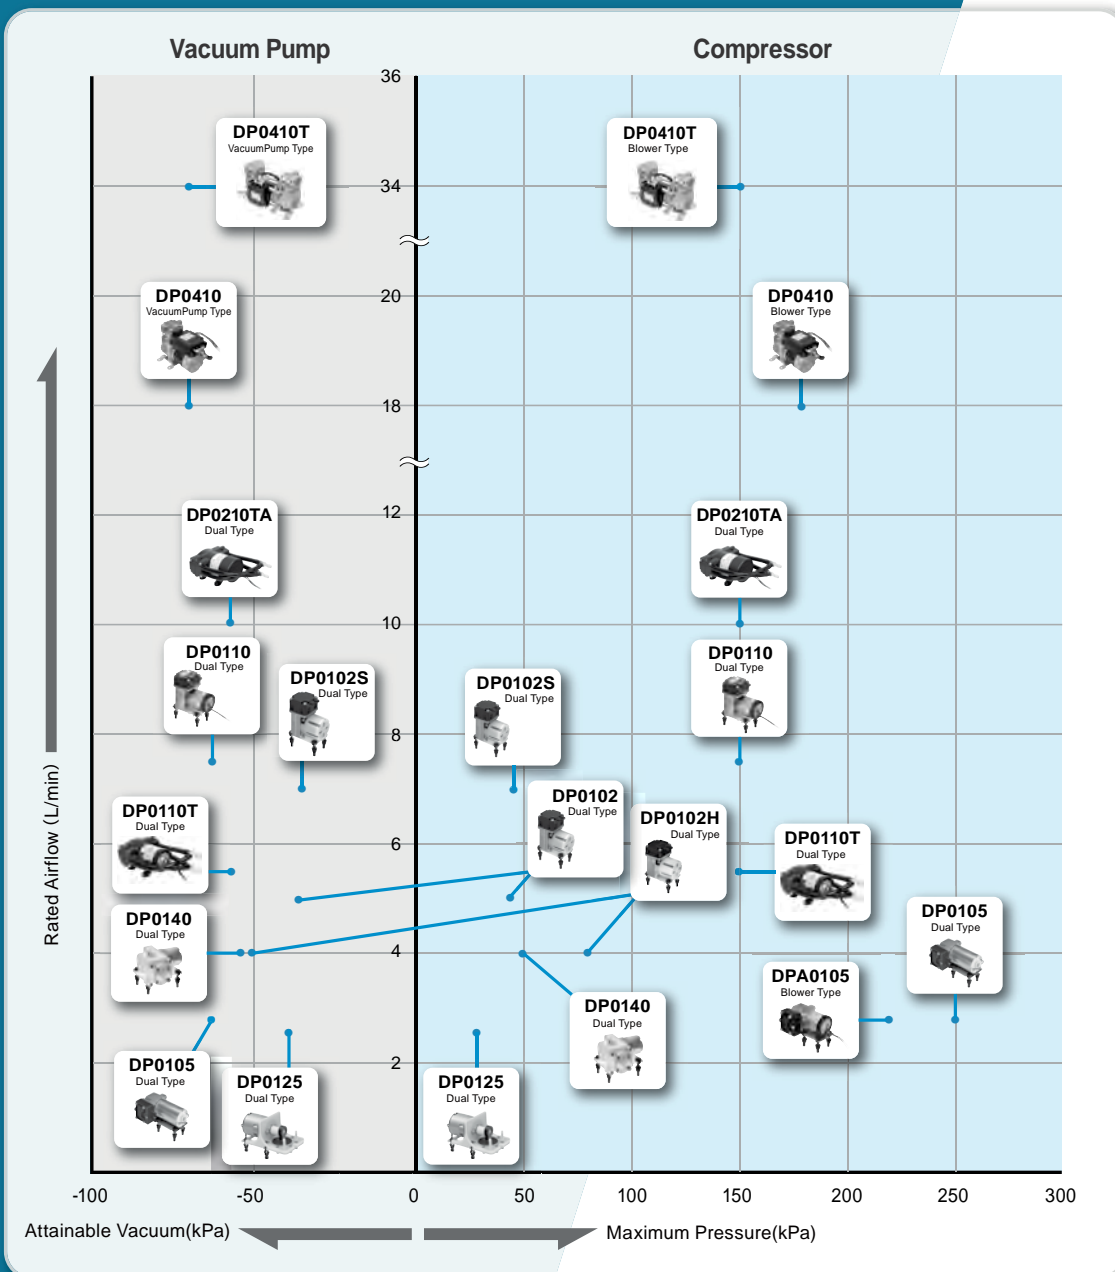 Vacuum Pump
Compressor
36
DP0410T
VacuumPump Type
DP0410T
Blower Type
34
DP0410
VacuumPump Type
20
DP0410
Blower Type
18
DP0210TA
Dual Type
12
DP0210TA
Dual Type
10
DP0110
Dual Type
DP0102S
Dual Type
DP0102S
Dual Type
DP0110
Dual Type
8
DP0102
Dual Type
DP0110T
Dual Type
DP0102H
Dual Type
DP0110T
Dual Type
6
DP0140
Dual Type
DP0105
Dual Type
4
DPA0105
Blower Type
DP0140
Dual Type
2
DP0105
Dual Type
DP0125
Dual Type
DP0125
Dual Type
Rated Airflow (L/min)
-100
-50
0
50
100
150
200
250
300
Attainable Vacuum(kPa)
Maximum Pressure(kPa)